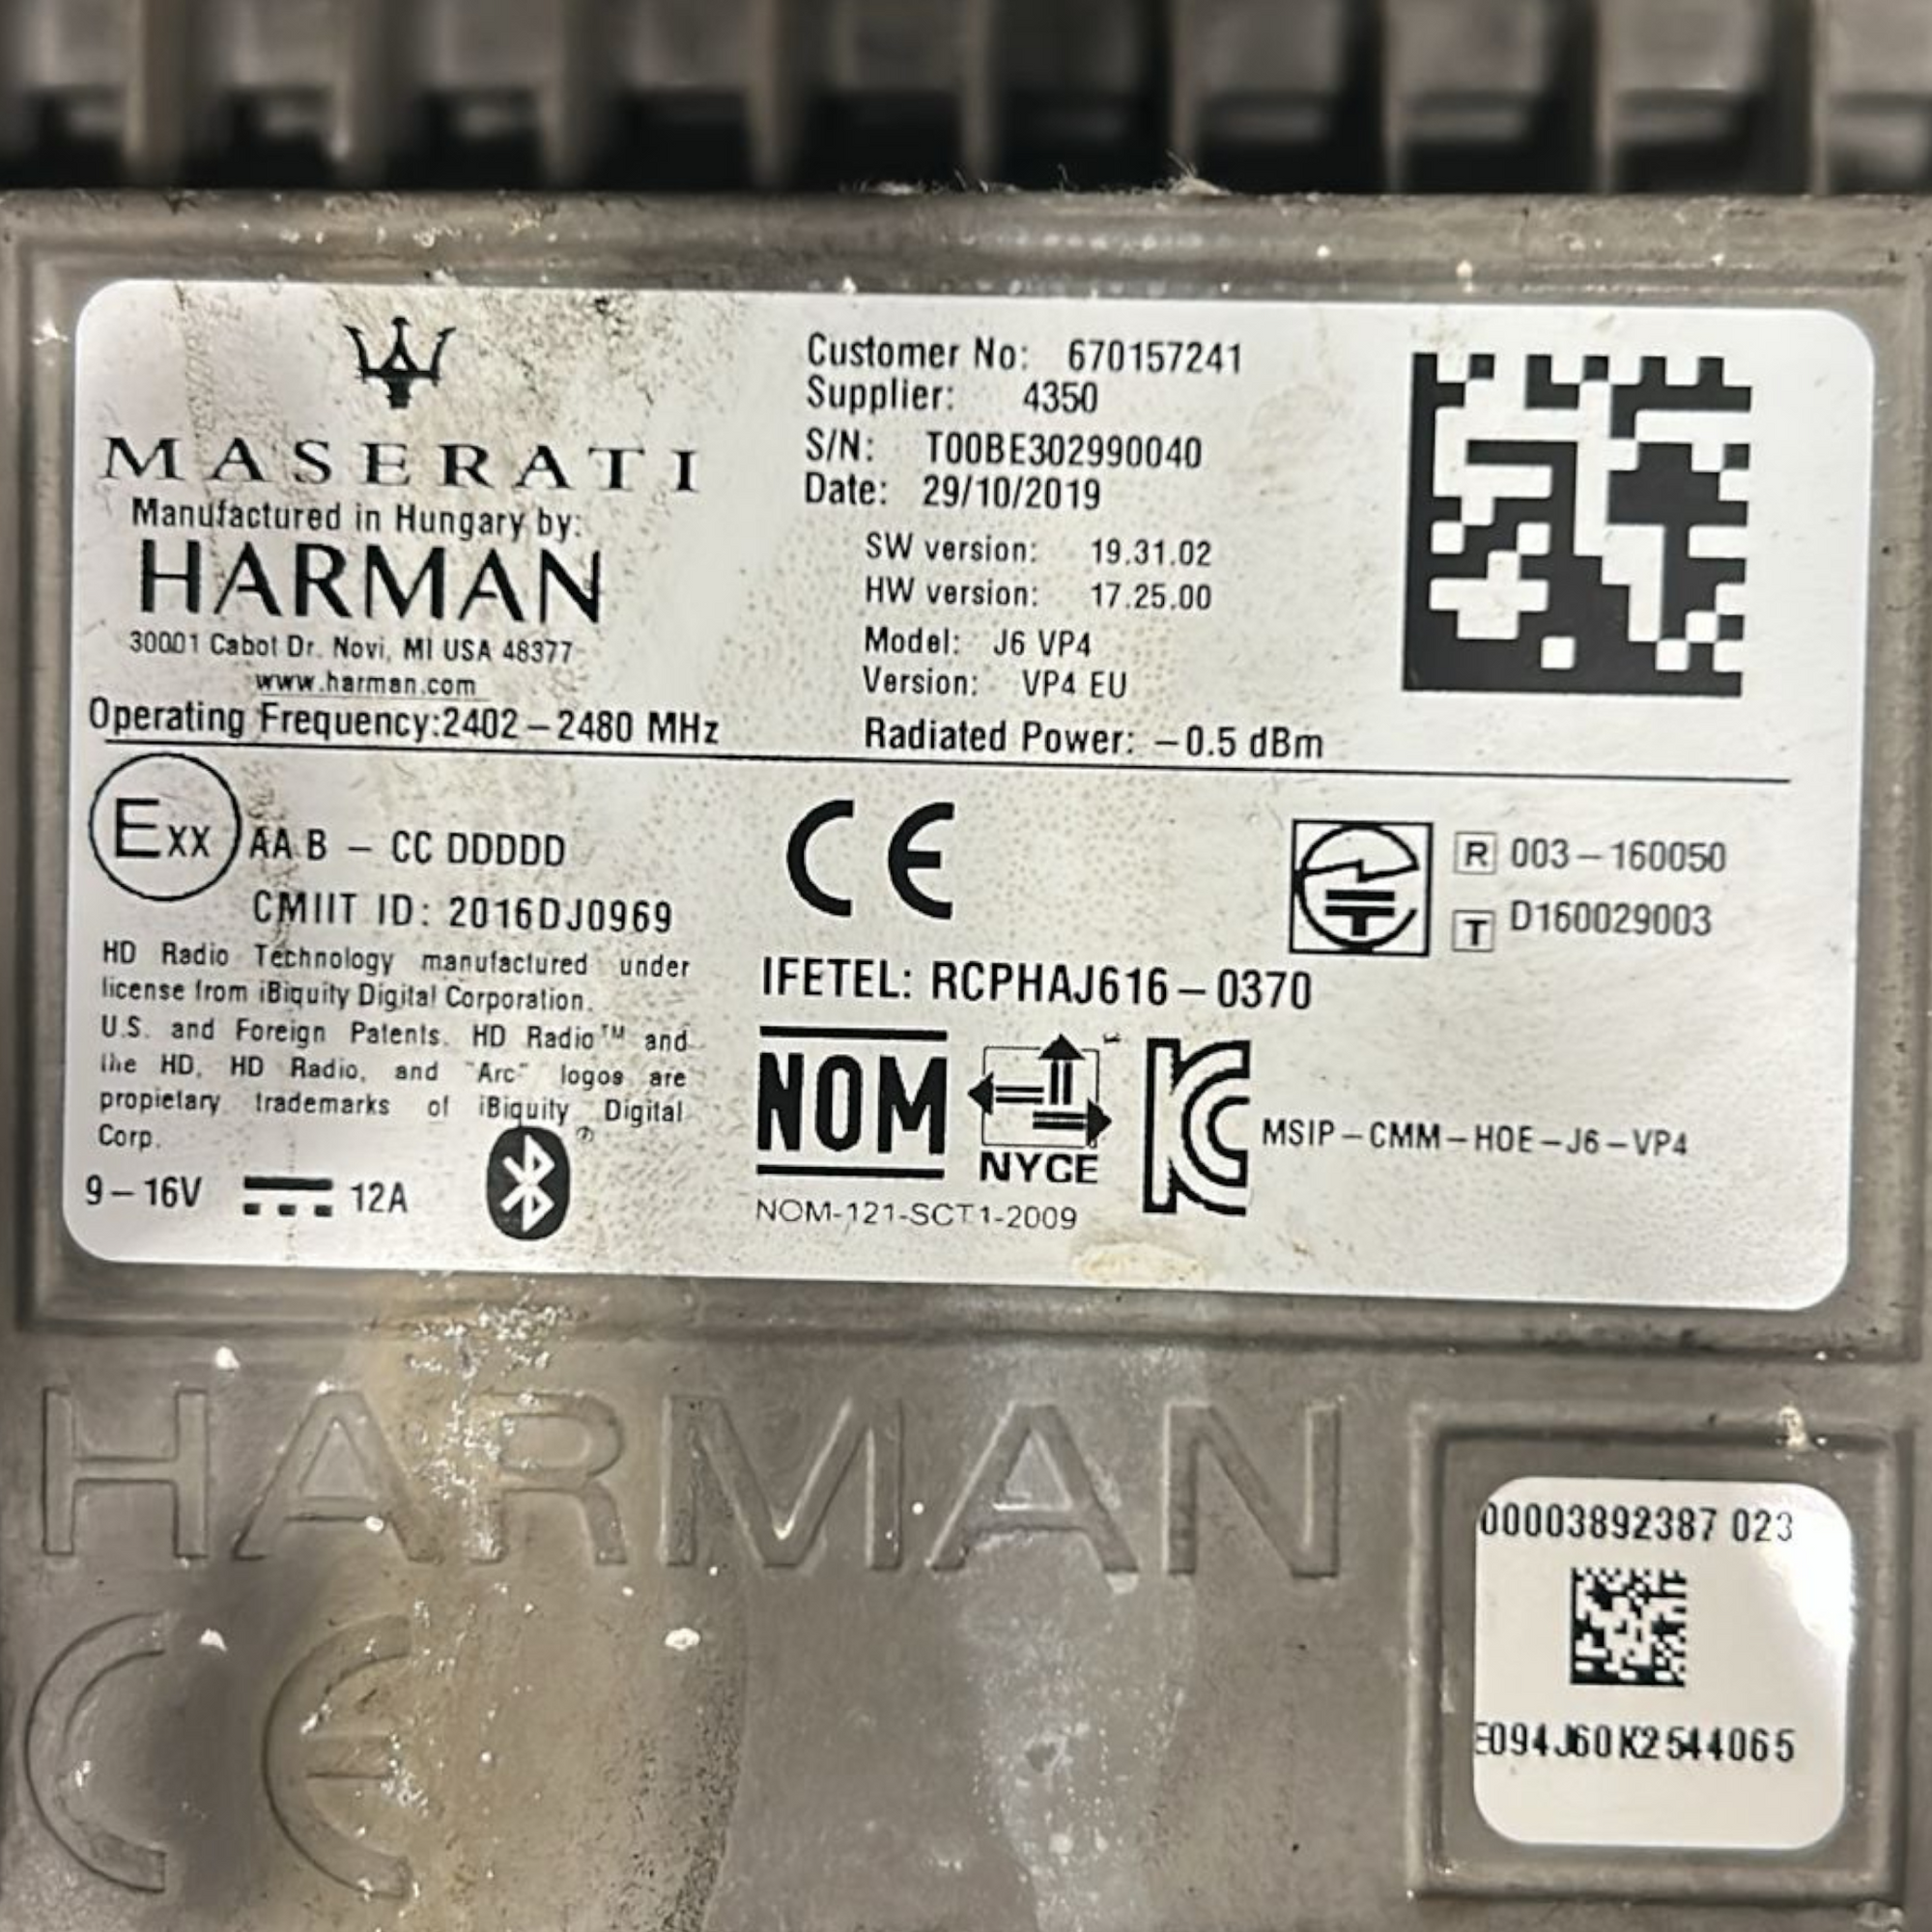 MASERATI
Manufactured in Hungary by:
HARMAN
30001 Cabot Dr. Novi, MI USA 48377
www.harman.com
Operating Frequency:2402-2480 MHz
Customer No: 670157241
Supplier: 4350
S/N: T00BE302990040
Date: 29/10/2019
SW version: 19.31.02
HW version: 17.25.00
Model: J6 VP4
Version: VP4 EU
Radiated Power: -0.5 dBm
Exx AA B - CC DDDDD
CMIIT ID: 2016DJ0969
HD Radio Technology manufactured under
license from iBiquity Digital Corporation.
U.S. and Foreign Patents. HD Radio™ and
the HD, HD Radio, and "Arc" logos are
propietary trademarks of iBiquity Digital
Corp.
9-16V 12A
CE
R 003-160050
T D160029003
IFETEL: RCPHAJ616-0370
NOM
NYCE
NOM-121-SCT1-2009
MSIP-CMM-HOE-J6-VP4
HARMAN
CE
00003892387 023
E094J60K2544065